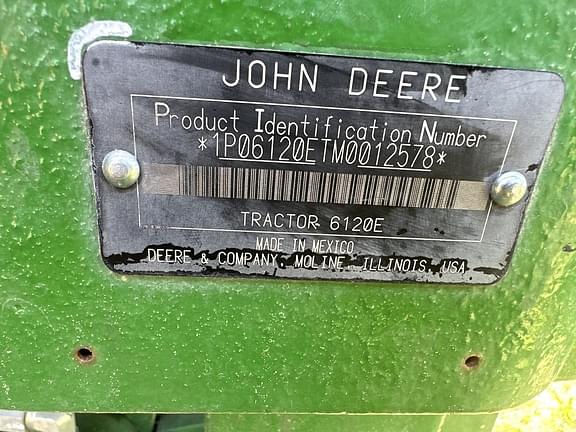 JOHN DEERE
Product Identification Number
*1P06120ETM0012578*
TRACTOR 6120E
MADE IN MEXICO
DEERE & COMPANY, MOLINE, ILLINOIS, USA